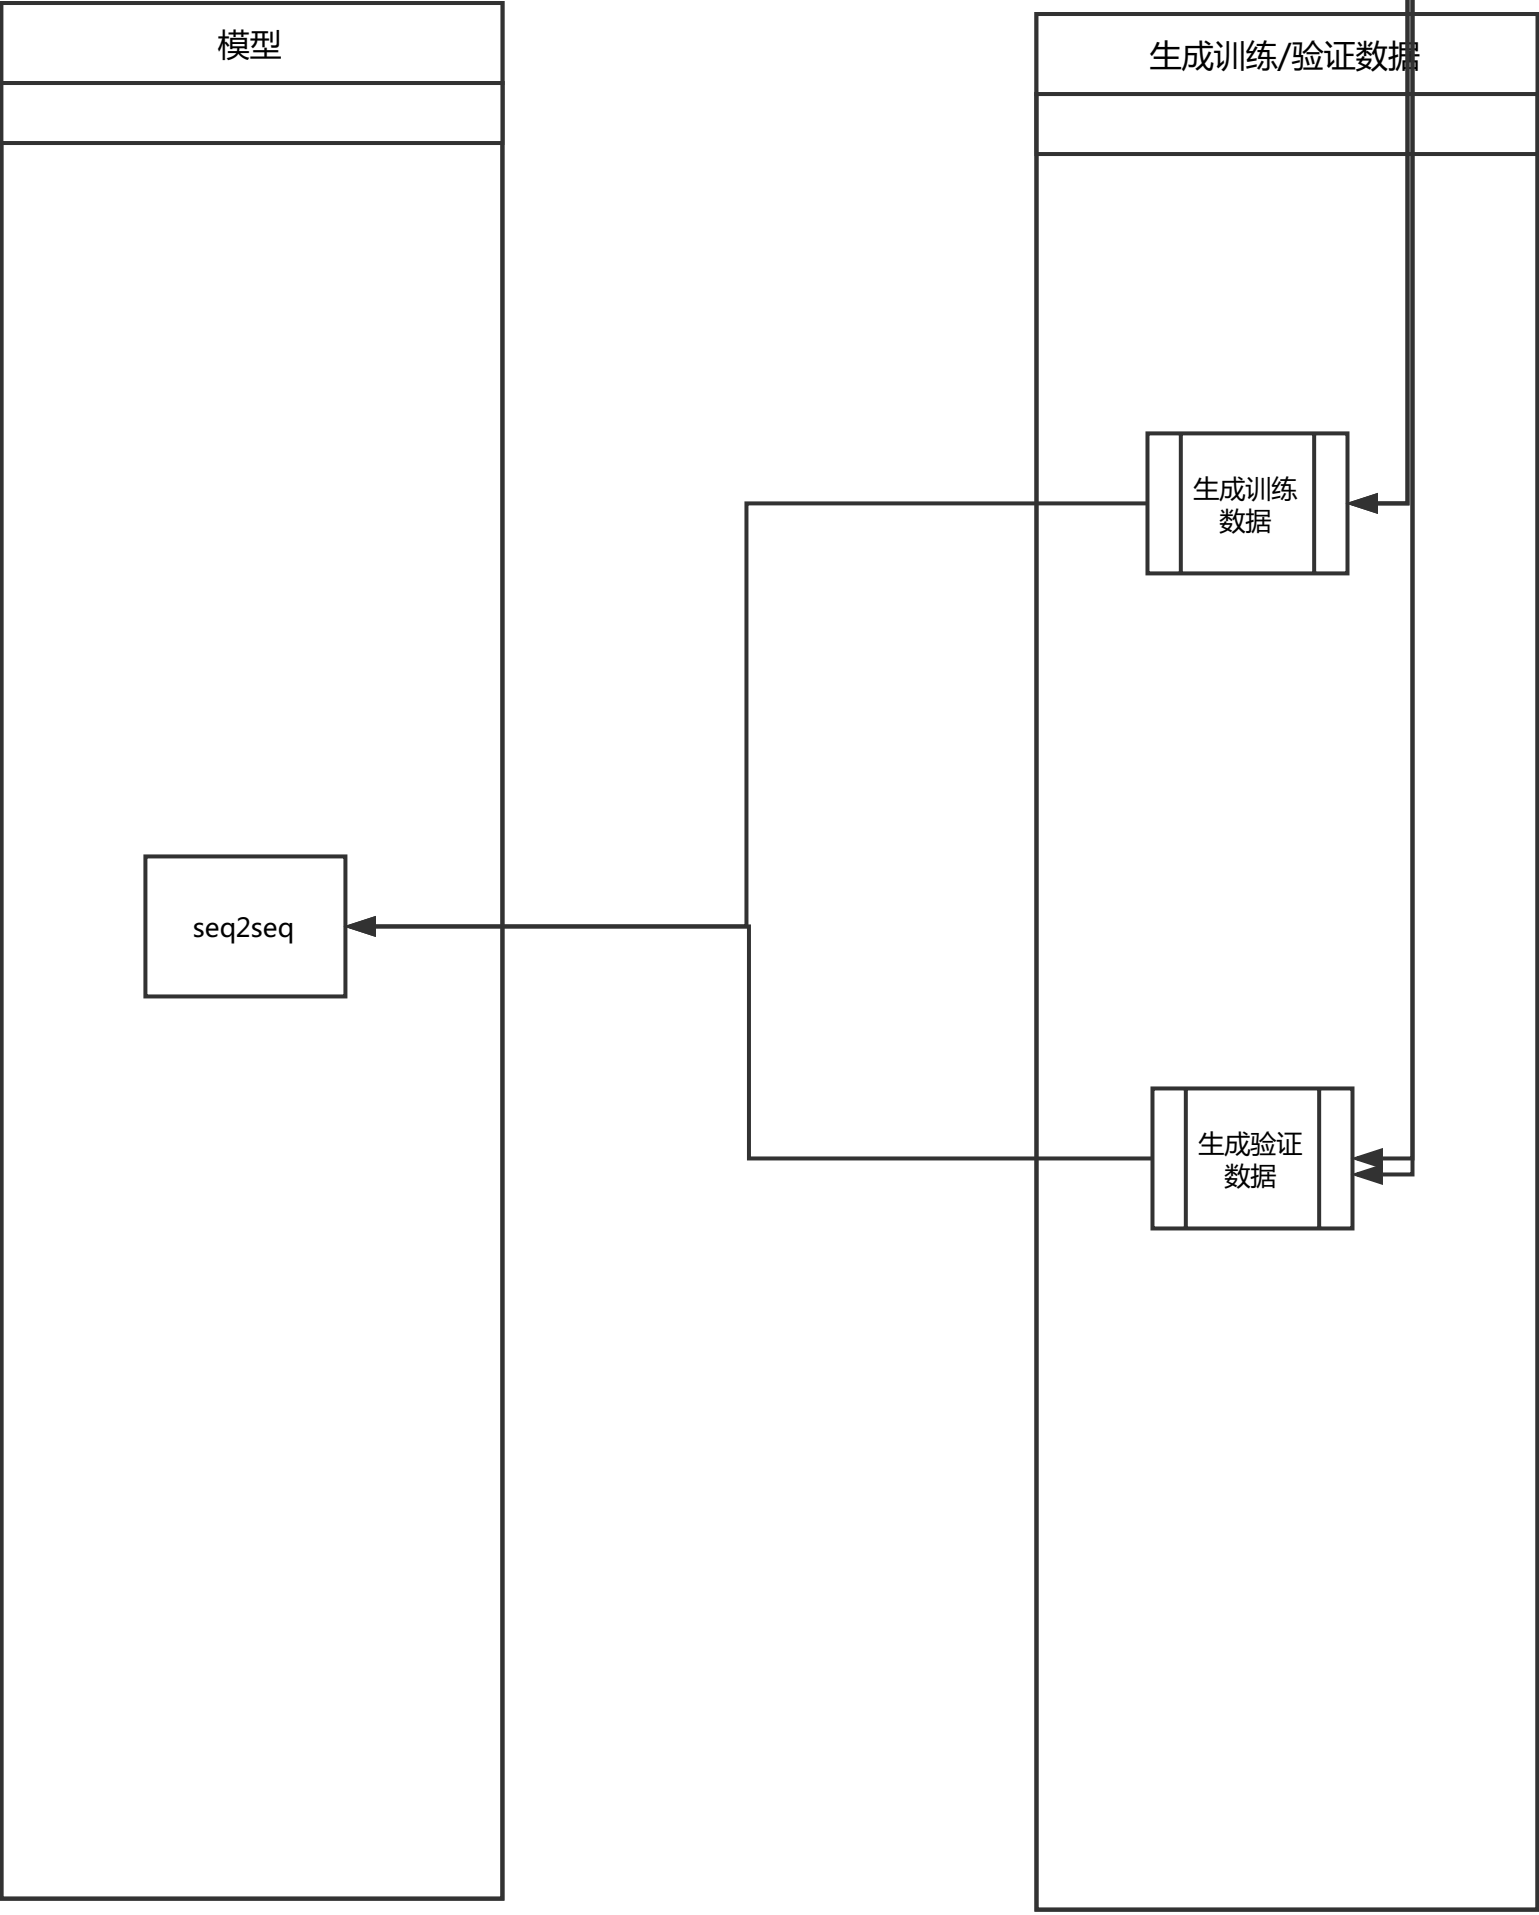 模型
生成训练/验证数据
生成训练
数据
seq2seq
生成验证
数据